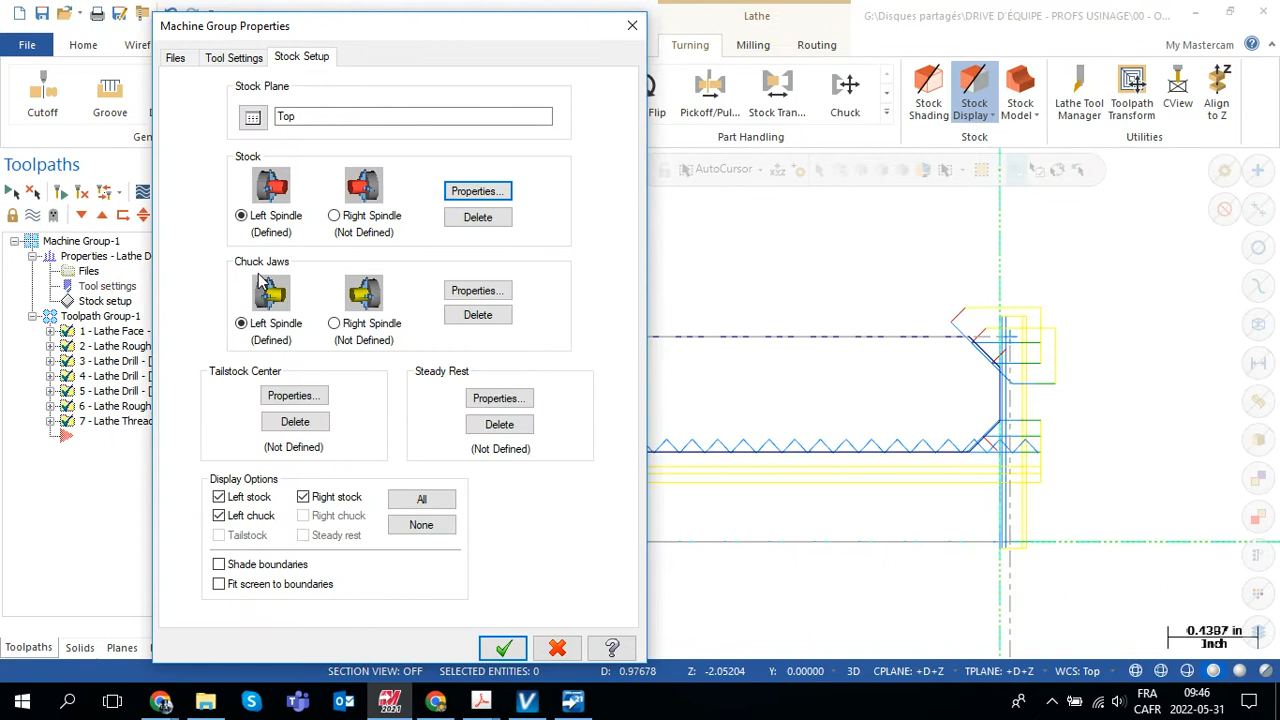 Machine Group Properties
Lathe
G:\Disques partagés\DRIVE D'ÉQUIPE - PROFS USINAGE\00 - O...
File
Home
Wiref
Files
Tool Settings
Stock Setup
Turning
Milling
Routing
My Mastercam
Cutoff
Groove
Flip
Pickoff/Pul...
Stock Tran...
Chuck
Stock Shading
Stock Display
Stock Model
Lathe Tool Manager
Toolpath Transform
CView
Align to Z
Gen
Part Handling
Stock
Utilities
Stock Plane
Top
Toolpaths
AutoCursor
Stock
Left Spindle
(Defined)
Right Spindle
(Not Defined)
Properties...
Delete
Machine Group-1
Properties - Lathe D
Files
Tool settings
Stock setup
Toolpath Group-1
1 - Lathe Face -
2 - Lathe Rough
3 - Lathe Drill - [
4 - Lathe Drill - [
5 - Lathe Drill - [
6 - Lathe Rough
7 - Lathe Thread
Chuck Jaws
Left Spindle
(Defined)
Right Spindle
(Not Defined)
Properties...
Delete
Tailstock Center
Properties...
Delete
(Not Defined)
Steady Rest
Properties...
Delete
(Not Defined)
Display Options
Left stock
Right stock
All
Left chuck
Right chuck
None
Tailstock
Steady rest
Shade boundaries
Fit screen to boundaries
0.4387 in
Inch
Toolpaths
Solids
Planes
SECTION VIEW: OFF
SELECTED ENTITIES: 0
D: 0.97678
Z: -2.05204
Y: 0.00000
3D
CPLANE: +D+Z
TPLANE: +D+Z
WCS: Top
2021
FRA
CAFR
09:46
2022-05-31